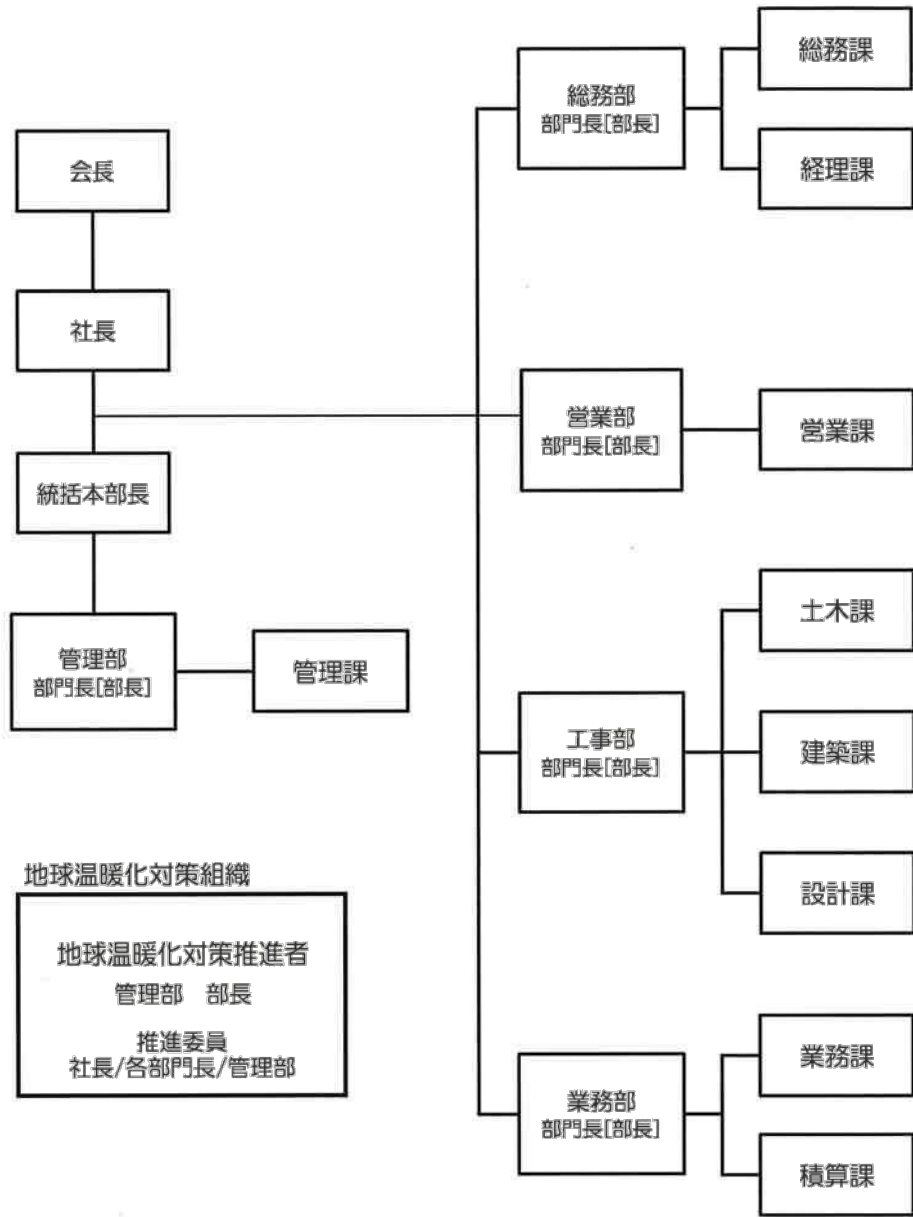 会長
社長
統括本部長
管理部
部門長[部長]
管理課
総務部
部門長[部長]
総務課
経理課
営業部
部門長[部長]
営業課
工事部
部門長[部長]
土木課
建築課
設計課
業務部
部門長[部長]
業務課
積算課
地球温暖化対策組織
地球温暖化対策推進者
管理部　部長
推進委員
社長/各部門長/管理部